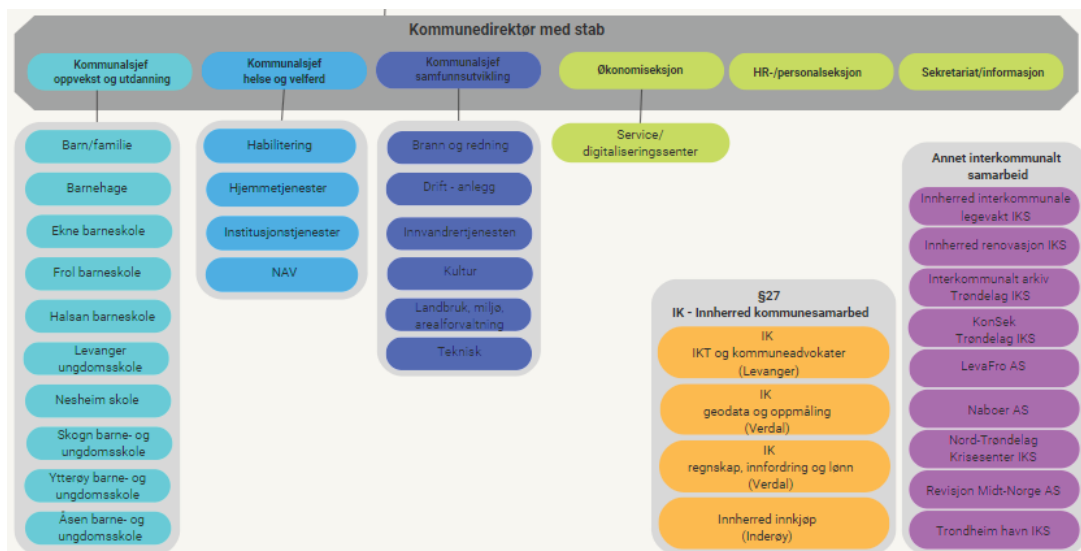 Kommunedirektør med stab
Kommunalsjef
oppvekst og utdanning
Kommunalsjef
helse og velferd
Kommunalsjef
samfunnsutvikling
Økonomiseksjon
HR-/personalseksjon
Sekretariat/informasjon
Barn/familie
Barnehage
Ekne barneskole
Frol barneskole
Halsan barneskole
Levanger
ungdomsskole
Nesheim skole
Skogn barne- og
ungdomsskole
Ytterøy barne- og
ungdomsskole
Åsen barne- og
ungdomsskole
Habilitering
Hjemmetjenester
Institusjonstjenester
NAV
Brann og redning
Drift - anlegg
Innvandrertjenesten
Kultur
Landbruk, miljø,
arealforvaltning
Teknisk
Service/
digitaliseringssenter
§27
IK - Innherred kommunesamarbed
IK
IKT og kommuneadvokater
(Levanger)
IK
geodata og oppmåling
(Verdal)
IK
regnskap, innfordring og lønn
(Verdal)
Innherred innkjøp
(Inderøy)
Annet interkommunalt
samarbeid
Innherred interkommunale
legevakt IKS
Innherred renovasjon IKS
Interkommunalt arkiv
Trøndelag IKS
KonSek
Trøndelag IKS
LevaFro AS
Naboer AS
Nord-Trøndelag
Krisesenter IKS
Revisjon Midt-Norge AS
Trondheim havn IKS